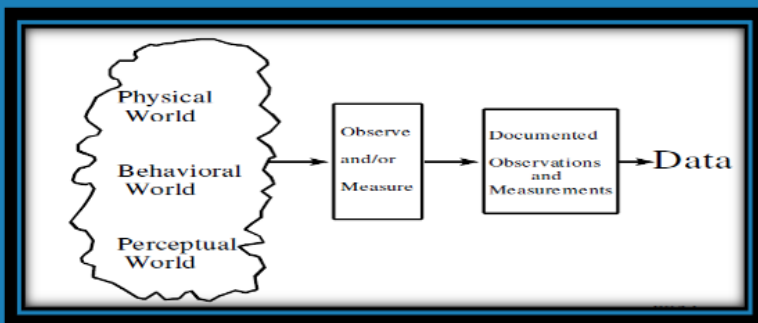 Physical
World
Behavioral
World
Perceptual
World
Observe
and/or
Measure
Documented
Observations
and
Measurements
Data